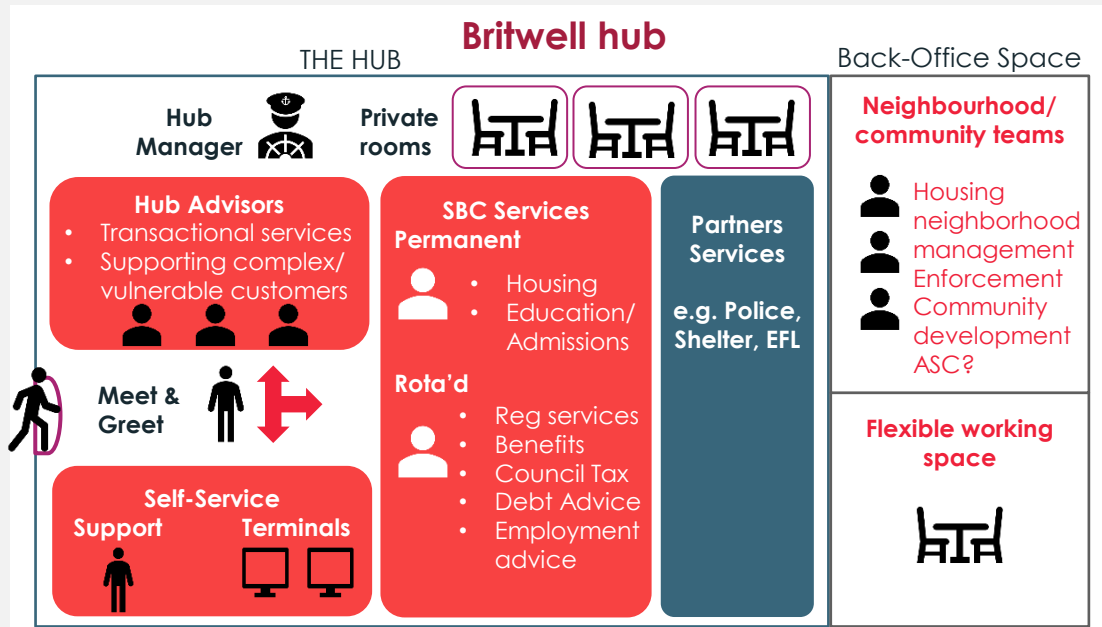 Britwell hub
THE HUB
Back-Office Space
Hub
Manager
Private
rooms
Hub Advisors
• Transactional services
• Supporting complex/
vulnerable customers
Meet &
Greet
Self-Service
Support
Terminals
SBC Services
Permanent
• Housing
• Education/
Admissions
Rota’d
• Reg services
• Benefits
• Council Tax
• Debt Advice
• Employment
advice
Partners
Services
e.g. Police,
Shelter, EFL
Neighbourhood/
community teams
Housing
neighborhood
management
Enforcement
Community
development
ASC?
Flexible working
space